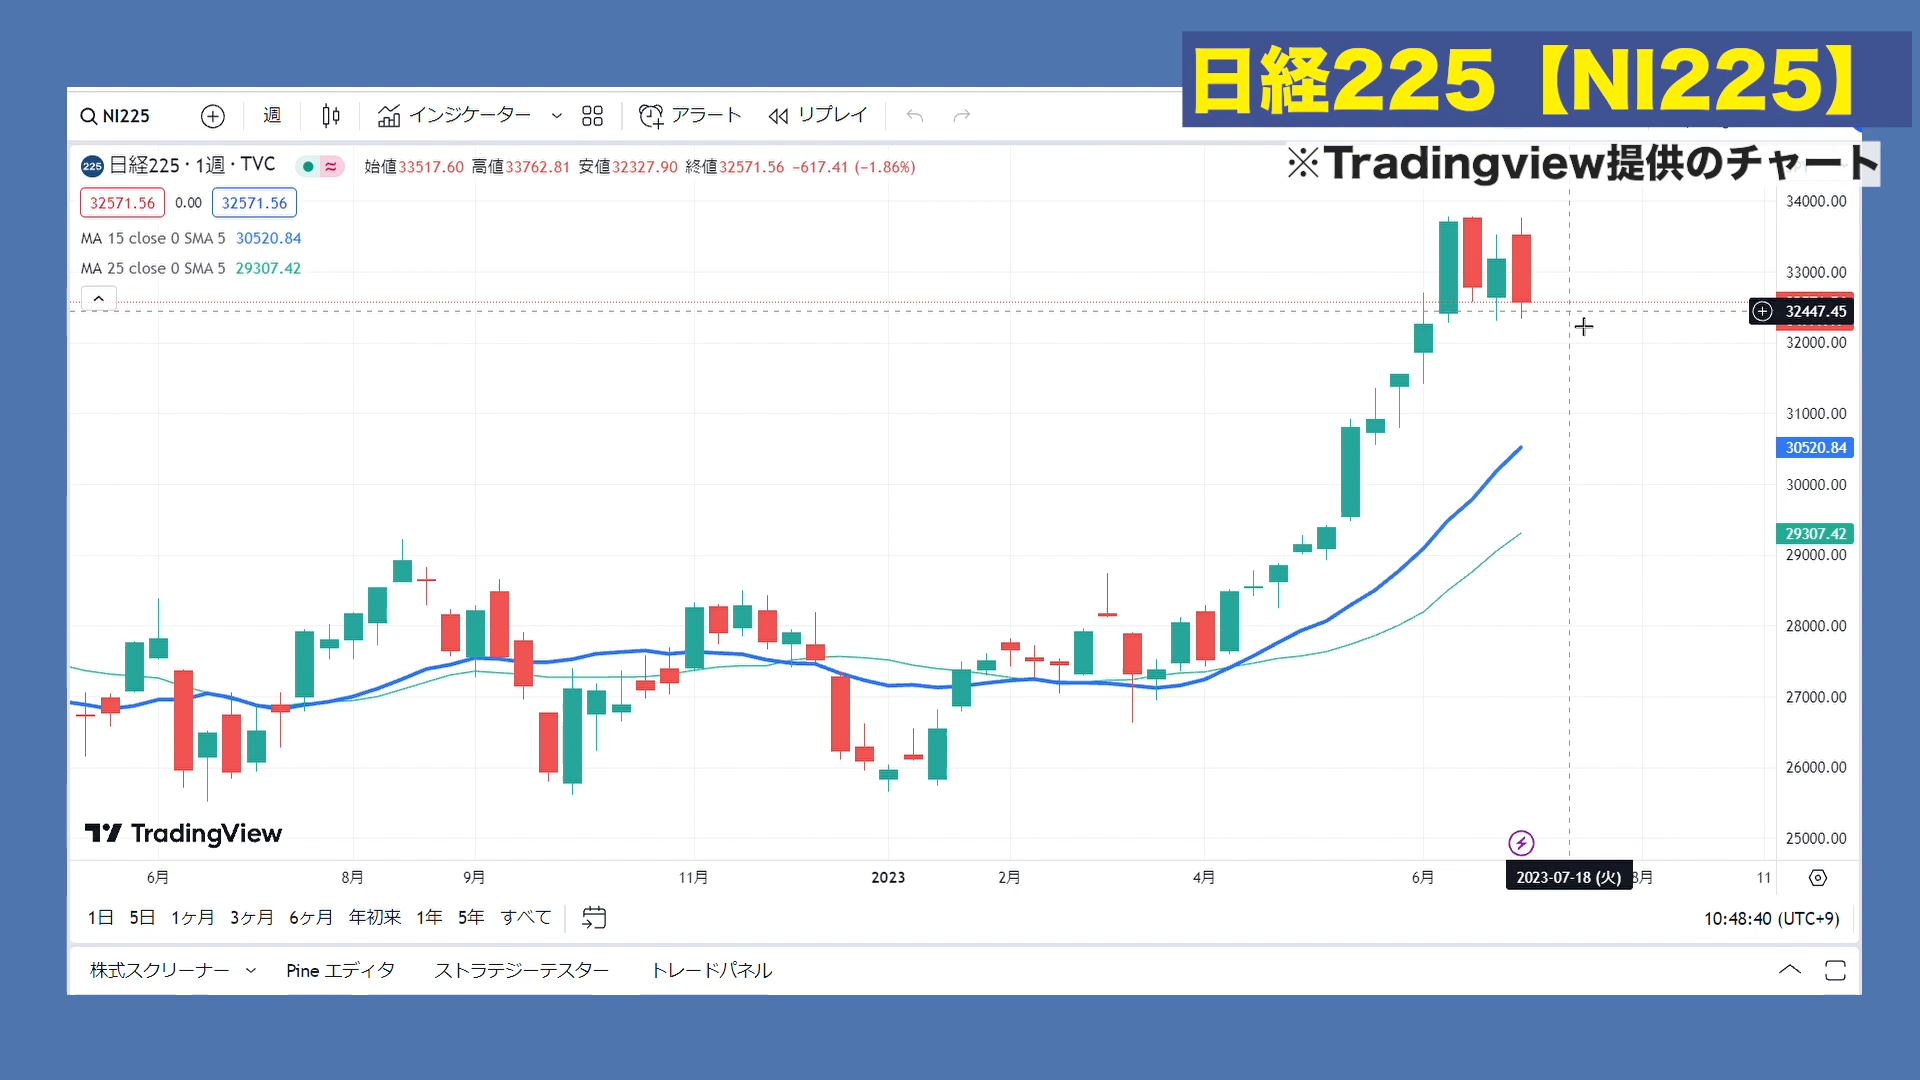 日経225【NI225】
NI225 週 インジケーター アラート リプレイ
※Tradingview提供のチャート
225 日経225・1週・TVC 始値33517.60 高値33762.81 安値32327.90 終値32571.56 −617.41 (−1.86%)
32571.56 0.00 32571.56
MA 15 close 0 SMA 5 30520.84
MA 25 close 0 SMA 5 29307.42
34000.00
33000.00
32447.45
32000.00
31000.00
30520.84
30000.00
29307.42
29000.00
28000.00
27000.00
26000.00
25000.00
TradingView
6月 8月 9月 11月 2023 2月 4月 6月 2023-07-18 (火) 8月 11
1日 5日 1ヶ月 3ヶ月 6ヶ月 年初来 1年 5年 すべて 10:48:40 (UTC+9)
株式スクリーナー Pine エディタ ストラテジーテスター トレードパネル